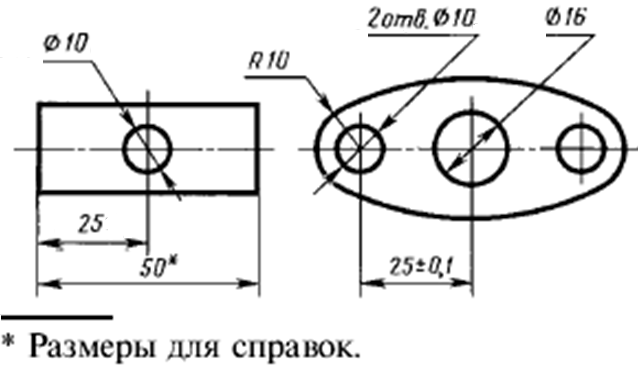 Ø10
R10
2отв. Ø10
Ø16
25
50*
25±0,1
* Размеры для справок.